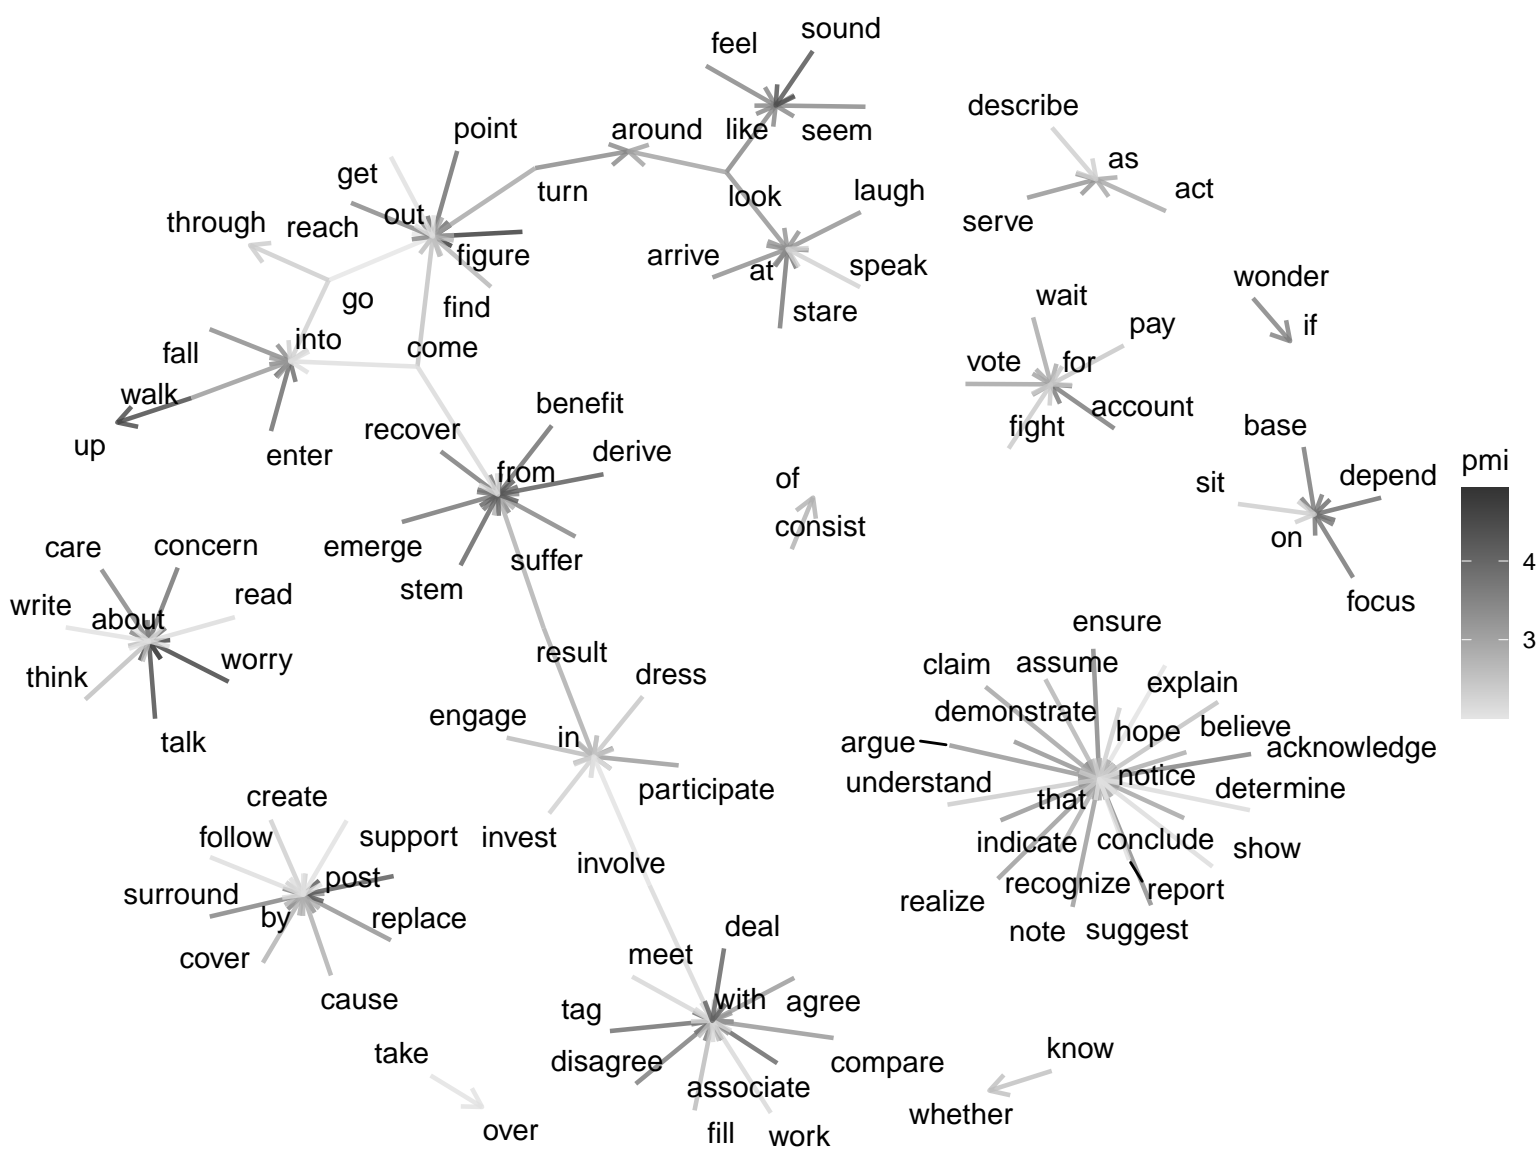 sound
feel
describe
point
around
like
seem
as
get
turn
look
laugh
act
through
reach
out
serve
figure
arrive
at
speak
wonder
go
find
wait
stare
pay
if
into
fall
come
vote
for
walk
benefit
account
up
recover
fight
base
enter
derive
pmi
from
of
sit
depend
consist
4
care
concern
emerge
suffer
on
stem
write
read
focus
about
ensure
3
result
worry
claim
assume
think
dress
explain
engage
demonstrate
hope
believe
talk
in
argue
acknowledge
notice
understand
participate
that
determine
create
follow
support
invest
indicate
conclude
show
involve
post
surround
recognize
report
by
replace
realize
deal
note
suggest
cover
meet
cause
with
agree
tag
take
know
disagree
compare
associate
whether
over
fill
work